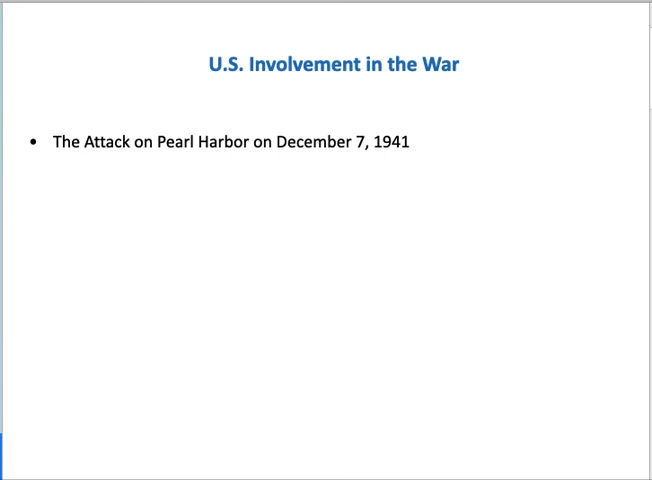 U.S. Involvement in the War
• The Attack on Pearl Harbor on December 7, 1941